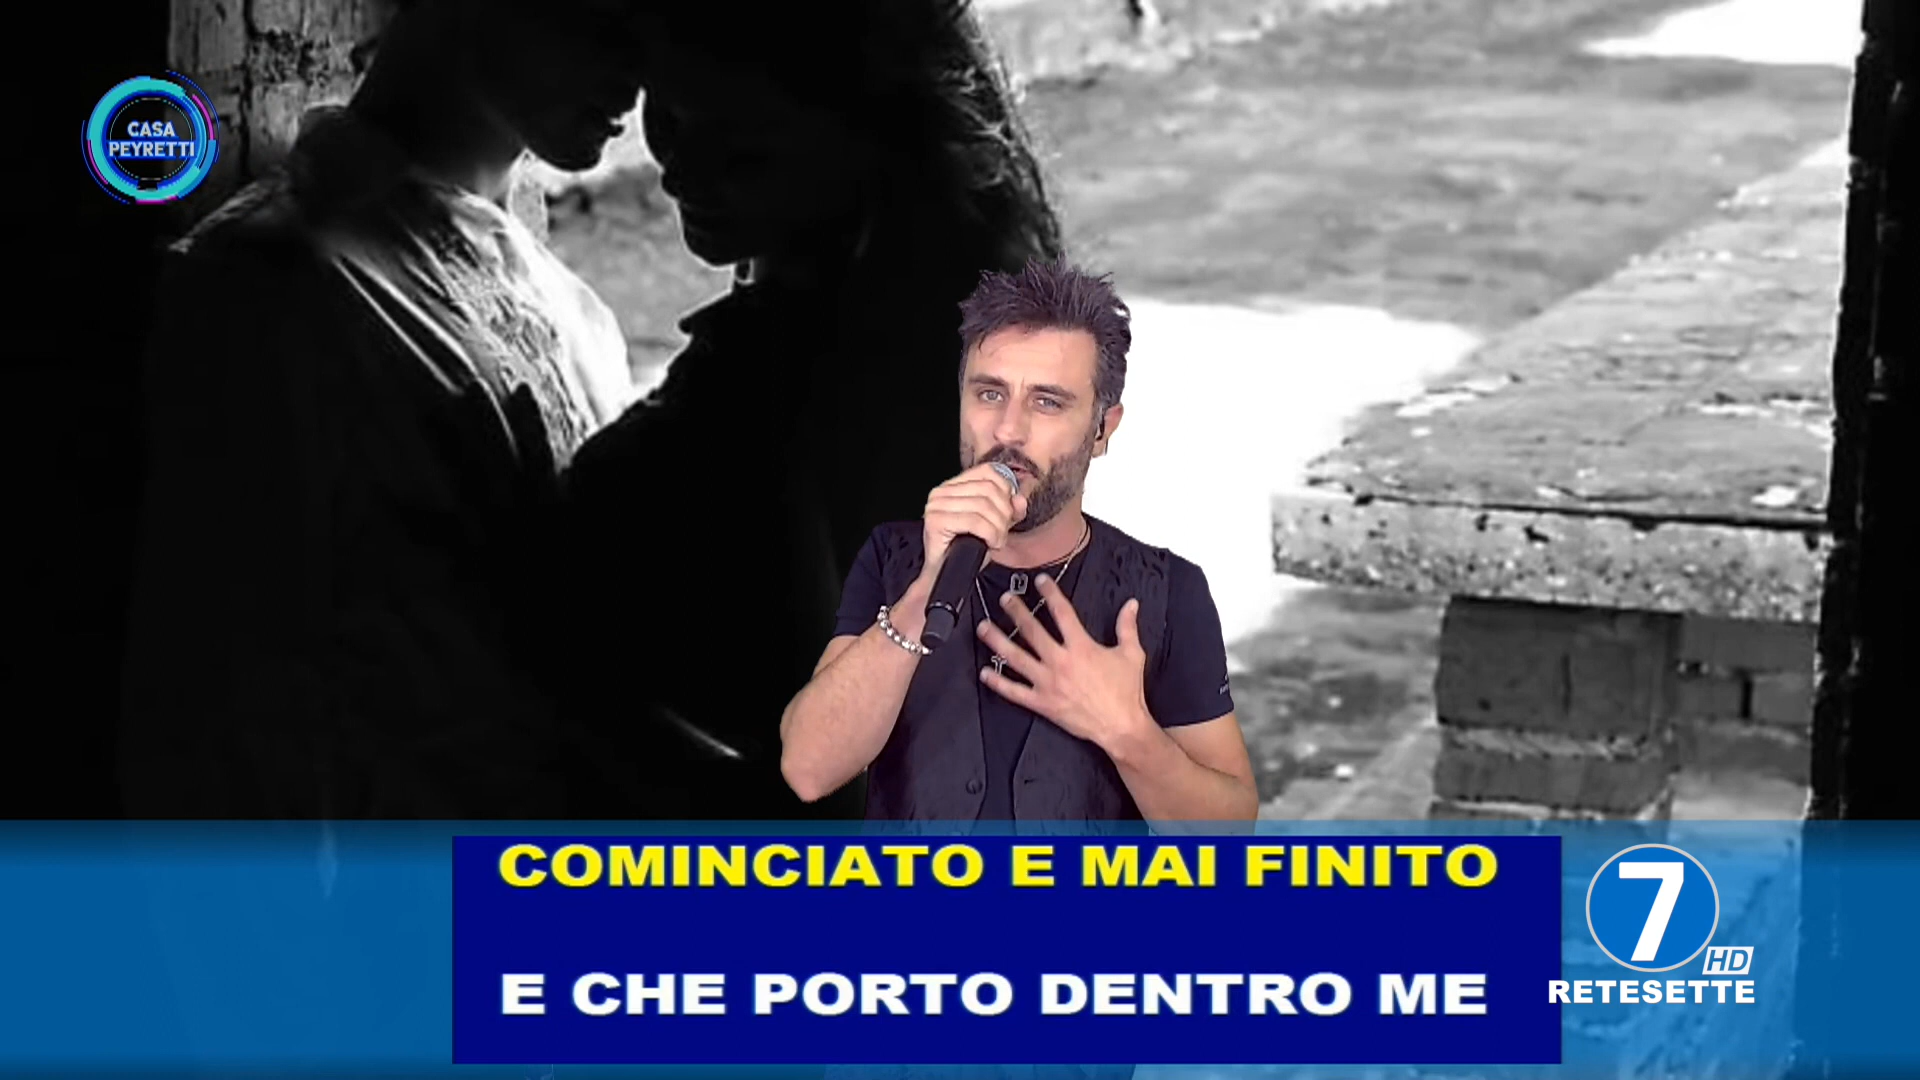 CASA
PEYRETTI
COMINCIATO E MAI FINITO
E CHE PORTO DENTRO ME
7
HD
RETESETTE